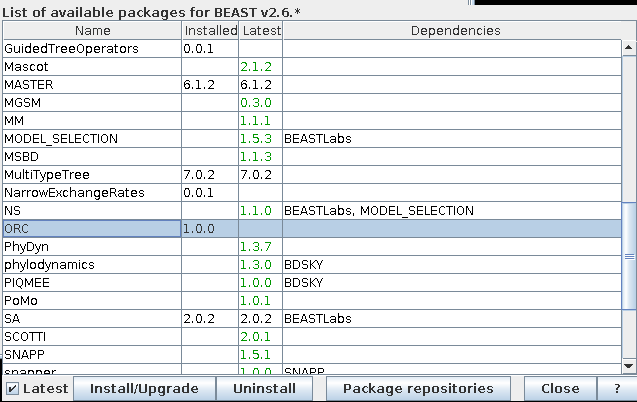 List of available packages for BEAST v2.6.*
Name Installed Latest Dependencies
GuidedTreeOperators 0.0.1
Mascot 2.1.2
MASTER 6.1.2 6.1.2
MGSM 0.3.0
MM 1.1.1
MODEL_SELECTION 1.5.3 BEASTLabs
MSBD 1.1.3
MultiTypeTree 7.0.2 7.0.2
NarrowExchangeRates 0.0.1
NS 1.1.0 BEASTLabs, MODEL_SELECTION
ORC 1.0.0
PhyDyn 1.3.7
phylodynamics 1.3.0 BDSKY
PIQMEE 1.0.0 BDSKY
PoMo 1.0.1
SA 2.0.2 2.0.2 BEASTLabs
SCOTTI 2.0.1
SNAPP 1.5.1
snapper 1.0.0 SNAPP
Latest Install/Upgrade Uninstall Package repositories Close ?